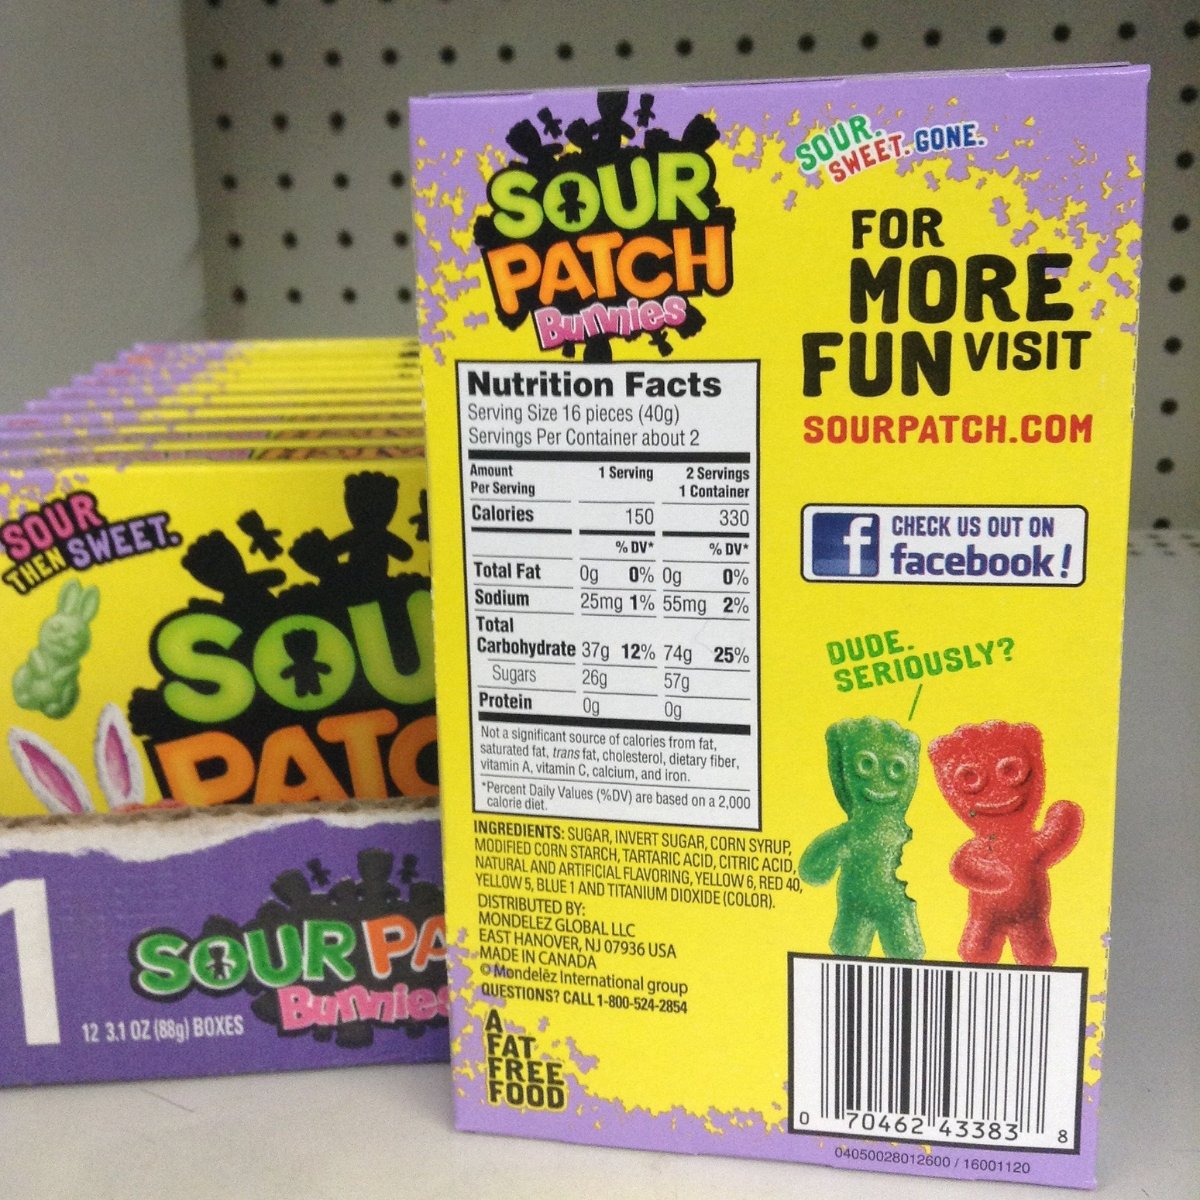 SOUR
PATCH
Bunnies
SOUR.
SWEET. GONE.
FOR
MORE
FUN VISIT
SOURPATCH.COM
f CHECK US OUT ON
facebook!
DUDE.
SERIOUSLY?
Nutrition Facts
Serving Size 16 pieces (40g)
Servings Per Container about 2
Amount Per Serving 1 Serving 2 Servings 1 Container
Calories 150 330
% DV* % DV*
Total Fat 0g 0% 0g 0%
Sodium 25mg 1% 55mg 2%
Total
Carbohydrate 37g 12% 74g 25%
Sugars 26g 57g
Protein 0g 0g
Not a significant source of calories from fat,
saturated fat, trans fat, cholesterol, dietary fiber,
vitamin A, vitamin C, calcium, and iron.
*Percent Daily Values (%DV) are based on a 2,000
calorie diet.
INGREDIENTS: SUGAR, INVERT SUGAR, CORN SYRUP,
MODIFIED CORN STARCH, TARTARIC ACID, CITRIC ACID,
NATURAL AND ARTIFICIAL FLAVORING, YELLOW 6, RED 40,
YELLOW 5, BLUE 1 AND TITANIUM DIOXIDE (COLOR).
DISTRIBUTED BY:
MONDELEZ GLOBAL LLC
EAST HANOVER, NJ 07936 USA
MADE IN CANADA
© Mondelēz International group
QUESTIONS? CALL 1-800-524-2854
A
FAT
FREE
FOOD
0 70462 43383 8
04050028012600 / 16001120
SOUR
THEN SWEET.
SOU
PATC
1
SOUR PA
Bunnies
12 3.1 OZ (88g) BOXES